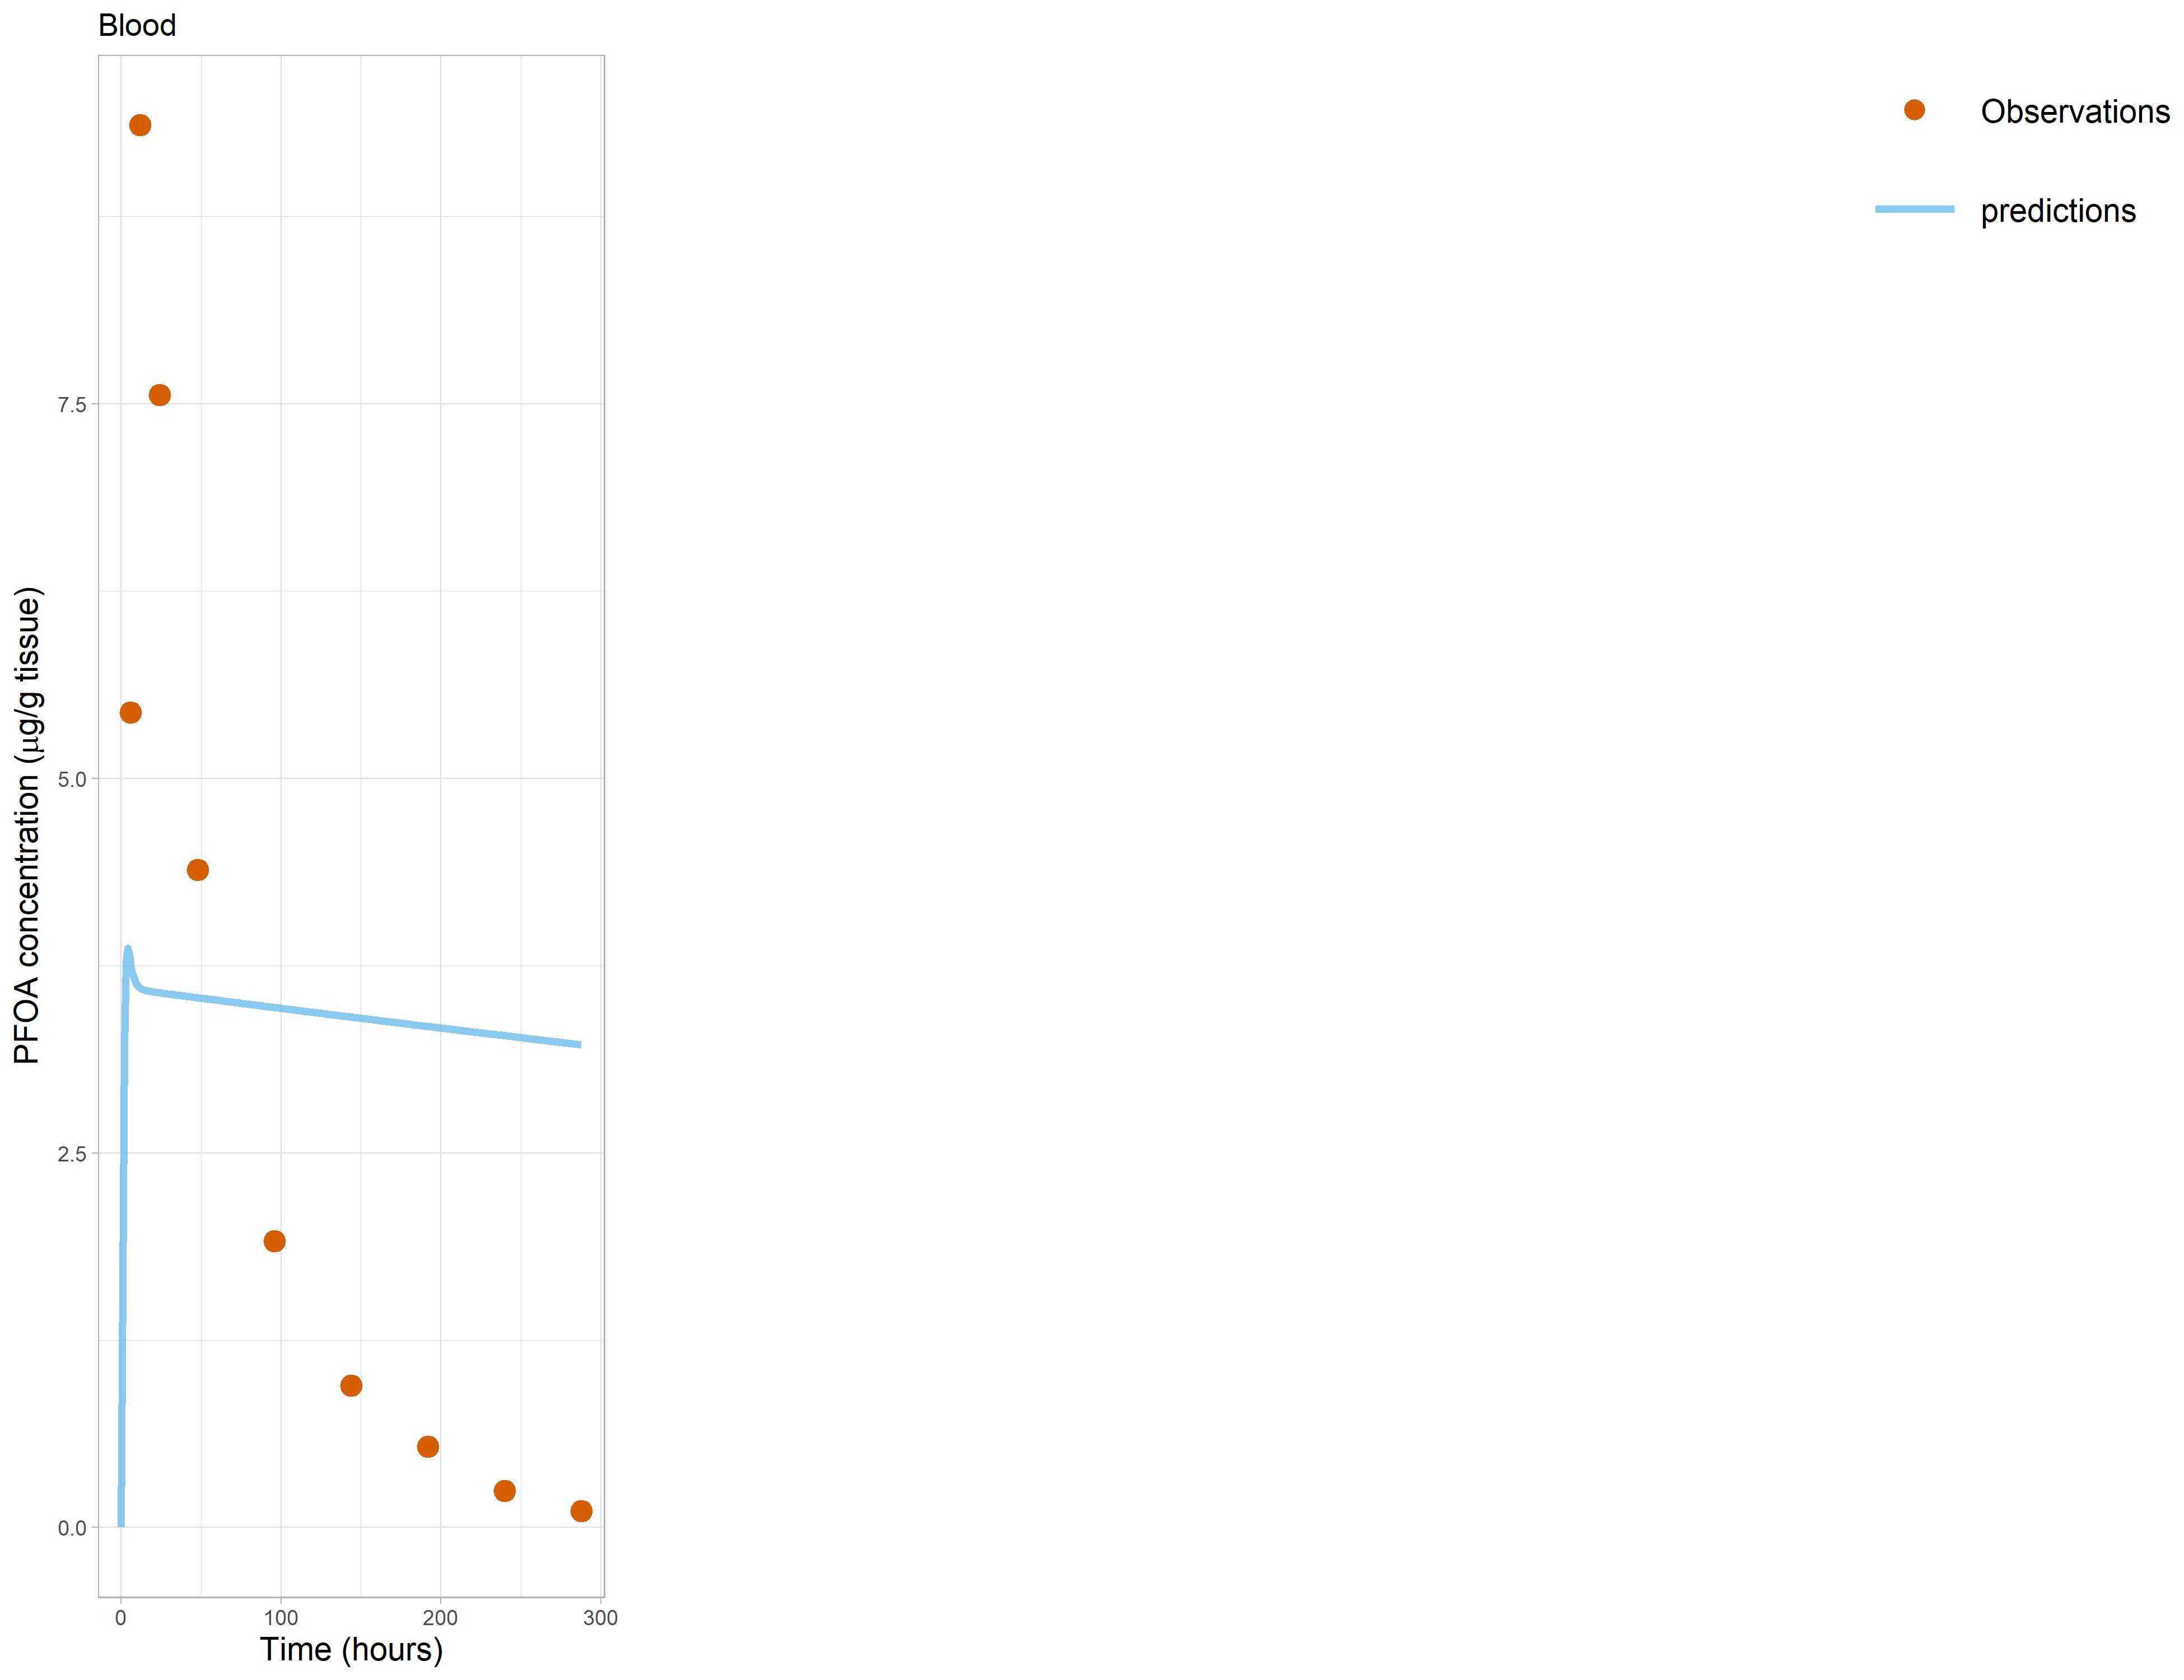 Blood
Observations
predictions
PFOA concentration (μg/g tissue)
7.5
5.0
2.5
0.0
0 100 200 300
Time (hours)